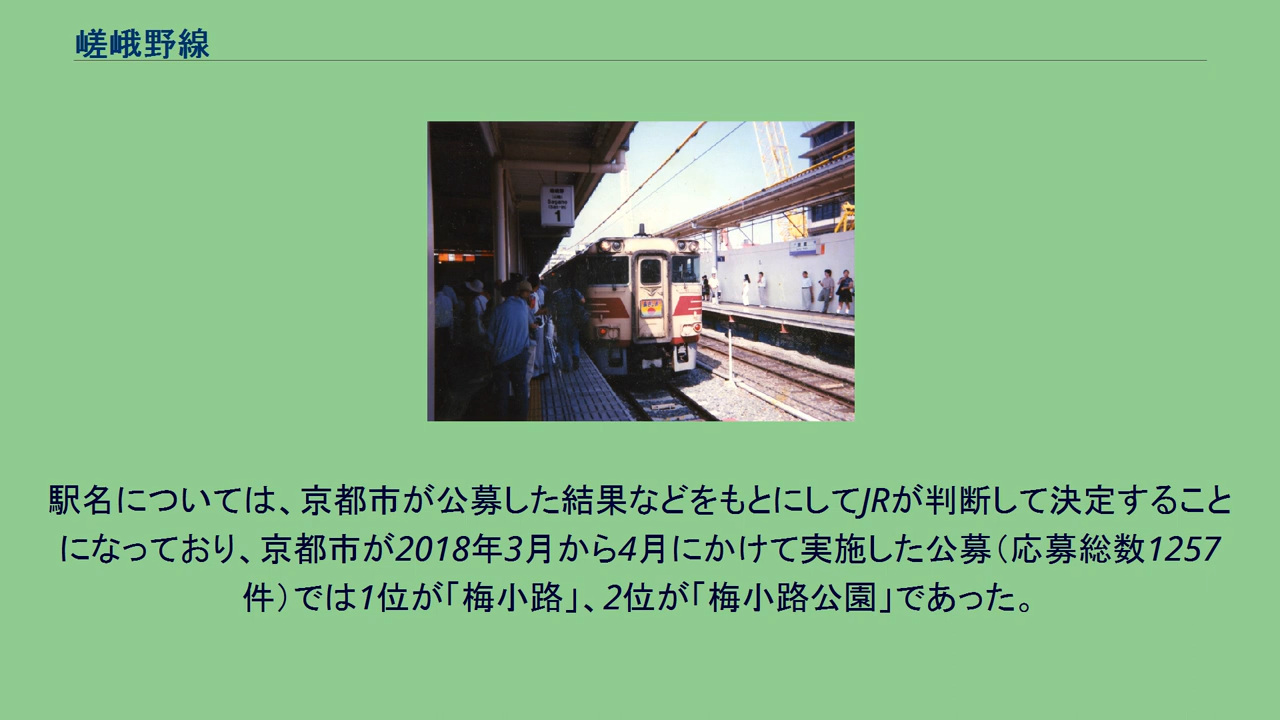 嵯峨野線
1
駅名については、京都市が公募した結果などをもとにしてJRが判断して決定すること
になっており、京都市が2018年3月から4月にかけて実施した公募（応募総数1257
件）では1位が「梅小路」、2位が「梅小路公園」であった。